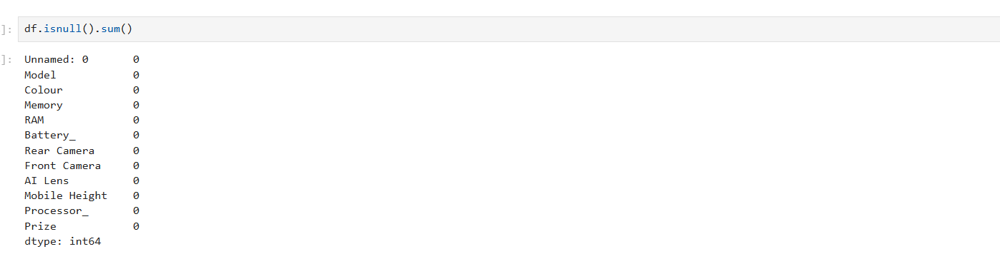 ]: df.isnull().sum()
]: Unnamed: 0 0
Model 0
Colour 0
Memory 0
RAM 0
Battery_ 0
Rear Camera 0
Front Camera 0
AI Lens 0
Mobile Height 0
Processor_ 0
Prize 0
dtype: int64